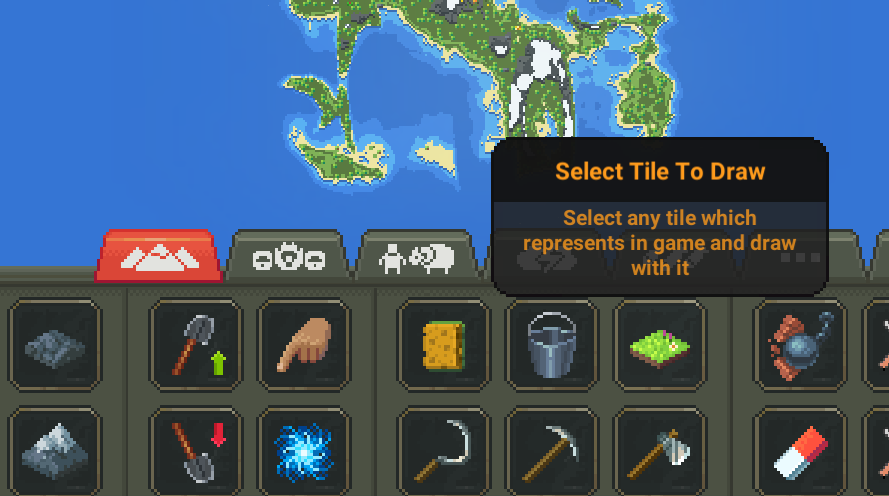 Select Tile To Draw
Select any tile which
represents in game and draw
with it